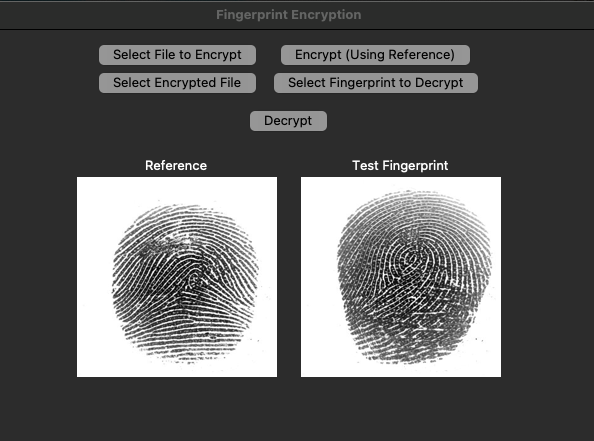 Fingerprint Encryption
Select File to Encrypt
Encrypt (Using Reference)
Select Encrypted File
Select Fingerprint to Decrypt
Decrypt
Reference
Test Fingerprint